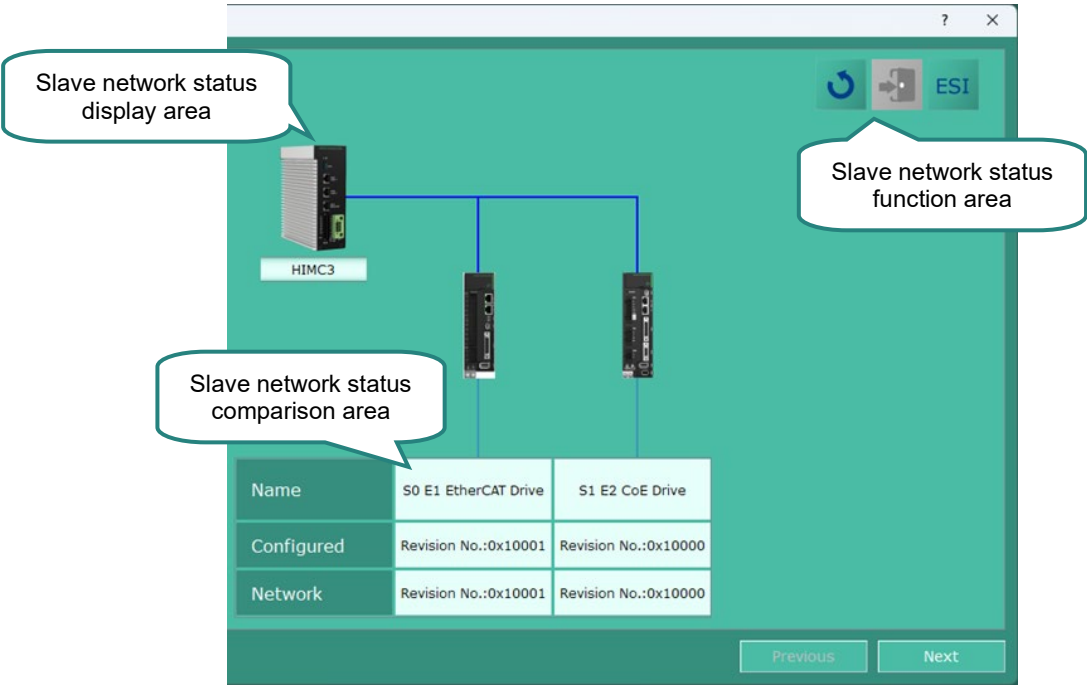 ? ×
Slave network status
display area
ESI
Slave network status
function area
HIMC3
Slave network status
comparison area
Name S0 E1 EtherCAT Drive S1 E2 CoE Drive
Configured Revision No.:0x10001 Revision No.:0x10000
Network Revision No.:0x10001 Revision No.:0x10000
Previous Next